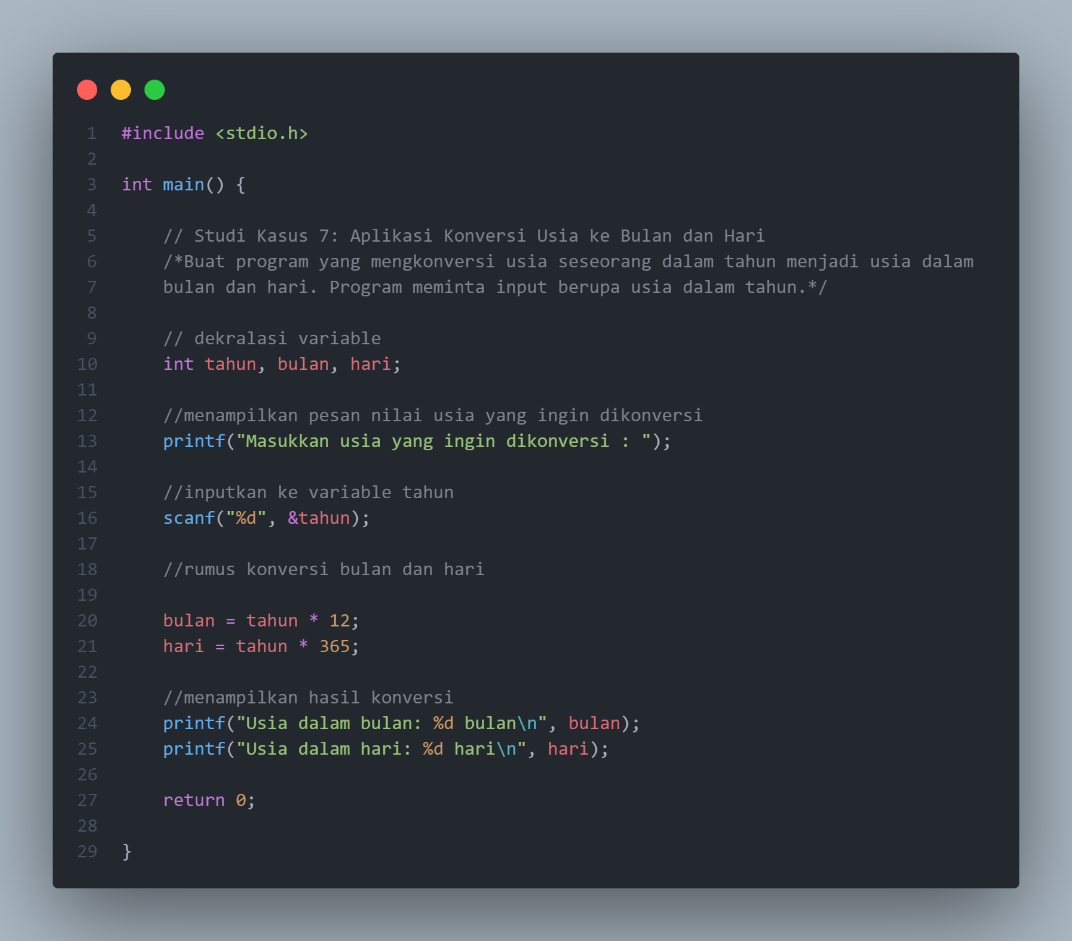 1 #include <stdio.h>
2
3 int main() {
4
5 // Studi Kasus 7: Aplikasi Konversi Usia ke Bulan dan Hari
6 /*Buat program yang mengkonversi usia seseorang dalam tahun menjadi usia dalam
7 bulan dan hari. Program meminta input berupa usia dalam tahun.*/
8
9 // dekralasi variable
10 int tahun, bulan, hari;
11
12 //menampilkan pesan nilai usia yang ingin dikonversi
13 printf("Masukkan usia yang ingin dikonversi : ");
14
15 //inputkan ke variable tahun
16 scanf("%d", &tahun);
17
18 //rumus konversi bulan dan hari
19
20 bulan = tahun * 12;
21 hari = tahun * 365;
22
23 //menampilkan hasil konversi
24 printf("Usia dalam bulan: %d bulan\n", bulan);
25 printf("Usia dalam hari: %d hari\n", hari);
26
27 return 0;
28
29 }